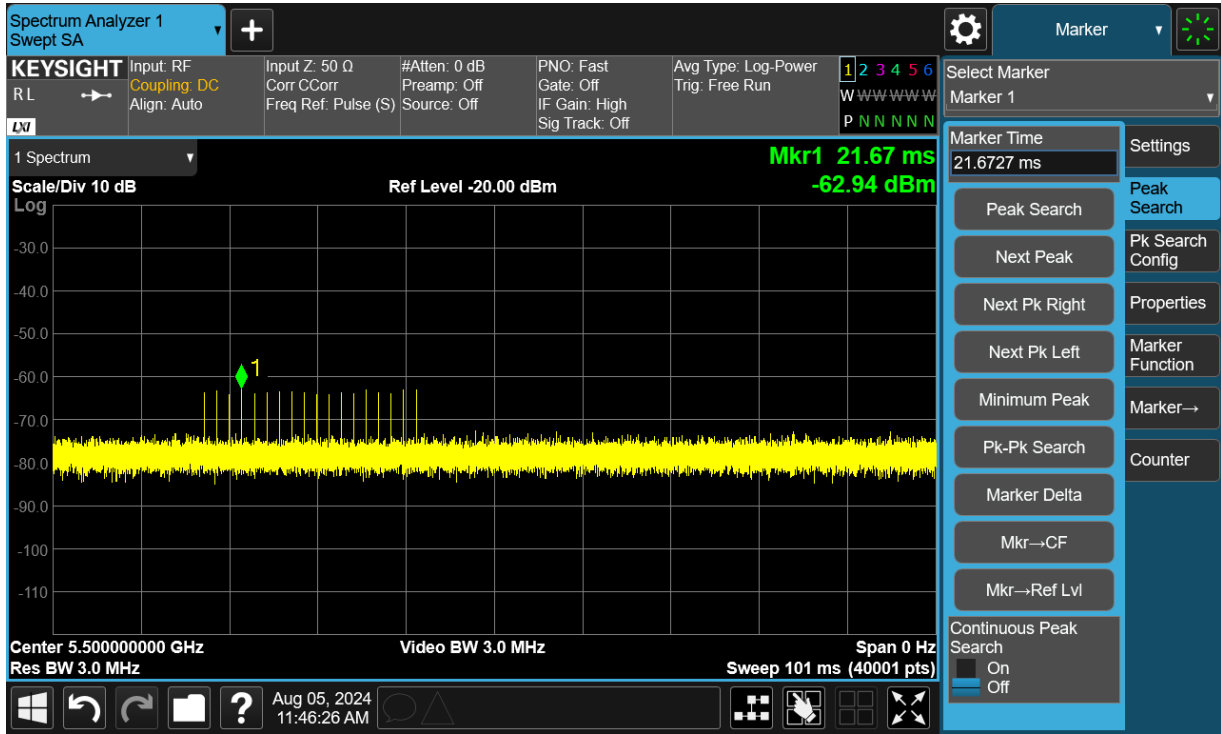 Spectrum Analyzer 1
Swept SA
Marker
KEYSIGHT
R L
LXI
Input: RF
Coupling: DC
Align: Auto
Input Z: 50 Ω
Corr CCorr
Freq Ref: Pulse (S)
#Atten: 0 dB
Preamp: Off
Source: Off
PNO: Fast
Gate: Off
IF Gain: High
Sig Track: Off
Avg Type: Log-Power
Trig: Free Run
1 2 3 4 5 6
W W W W W W
P N N N N N
Select Marker
Marker 1
1 Spectrum
Scale/Div 10 dB
Log
Ref Level -20.00 dBm
Mkr1 21.67 ms
-62.94 dBm
-30.0
-40.0
-50.0
-60.0
-70.0
-80.0
-90.0
-100
-110
1
Center 5.500000000 GHz
Res BW 3.0 MHz
Video BW 3.0 MHz
Span 0 Hz
Sweep 101 ms (40001 pts)
Marker Time
21.6727 ms
Peak Search
Next Peak
Next Pk Right
Next Pk Left
Minimum Peak
Pk-Pk Search
Marker Delta
Mkr→CF
Mkr→Ref Lvl
Continuous Peak
Search
On
Off
Settings
Peak
Search
Pk Search
Config
Properties
Marker
Function
Marker→
Counter
?
Aug 05, 2024
11:46:26 AM